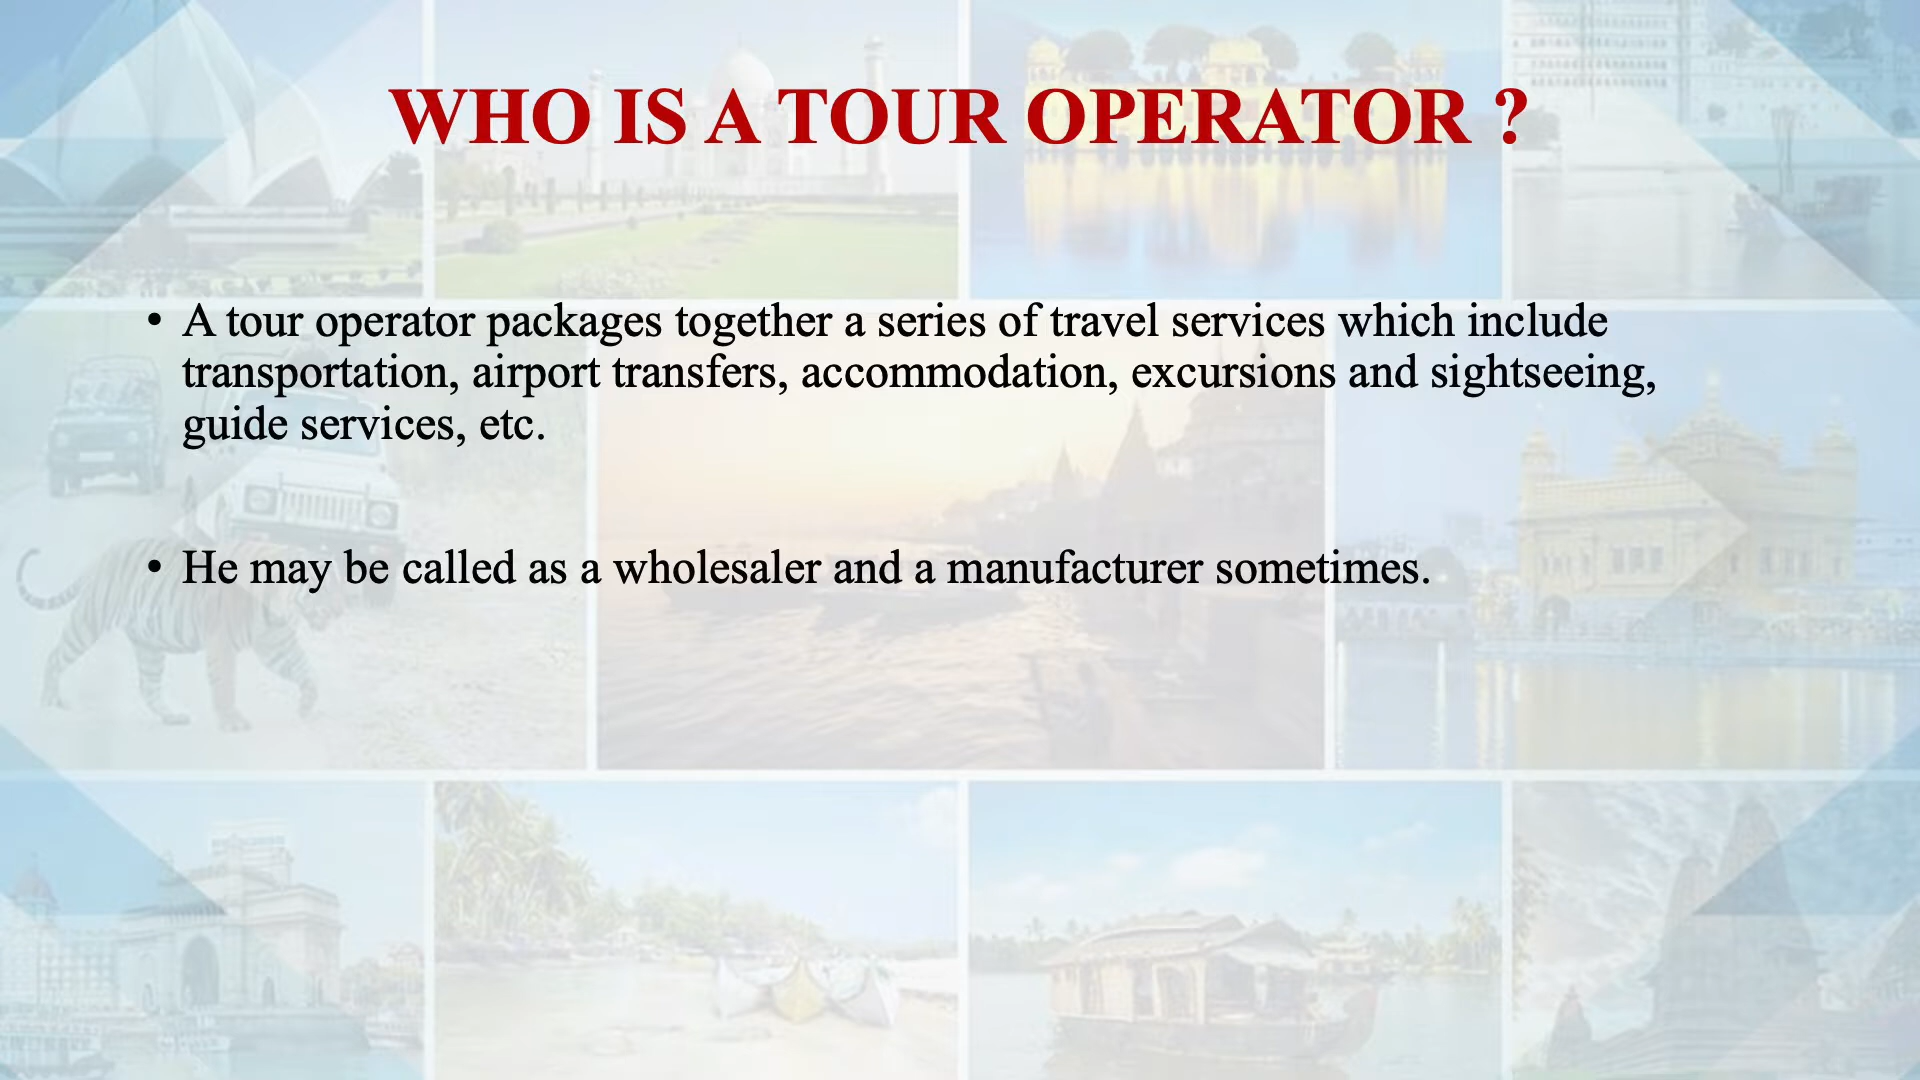 WHO IS A TOUR OPERATOR ?
• A tour operator packages together a series of travel services which include
transportation, airport transfers, accommodation, excursions and sightseeing,
guide services, etc.
• He may be called as a wholesaler and a manufacturer sometimes.